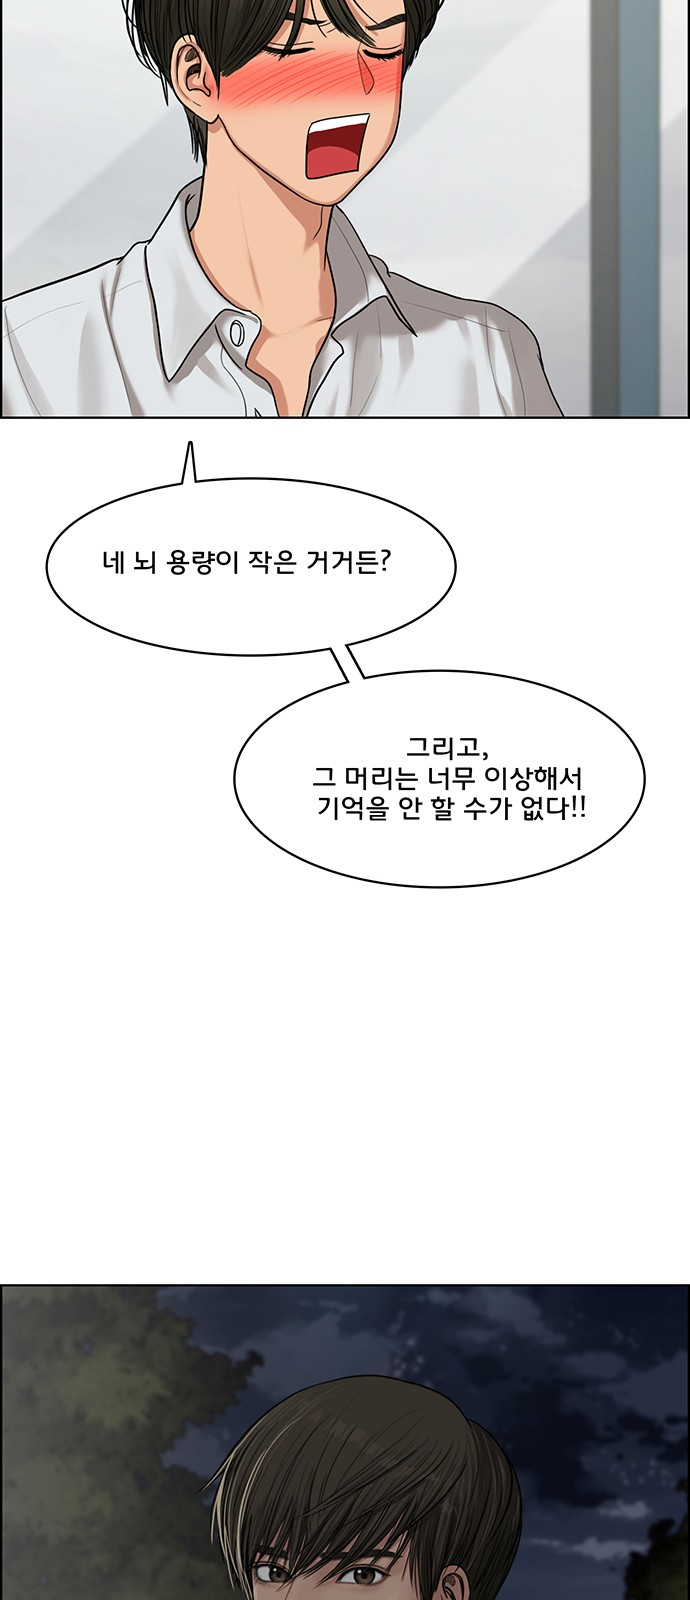 네 뇌 용량이 작은 거거든?
그리고,
그 머리는 너무 이상해서
기억을 안 할 수가 없다!!